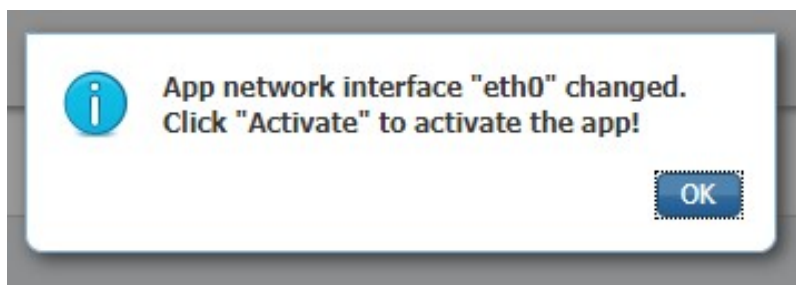 App network interface "eth0" changed.
Click "Activate" to activate the app!
OK